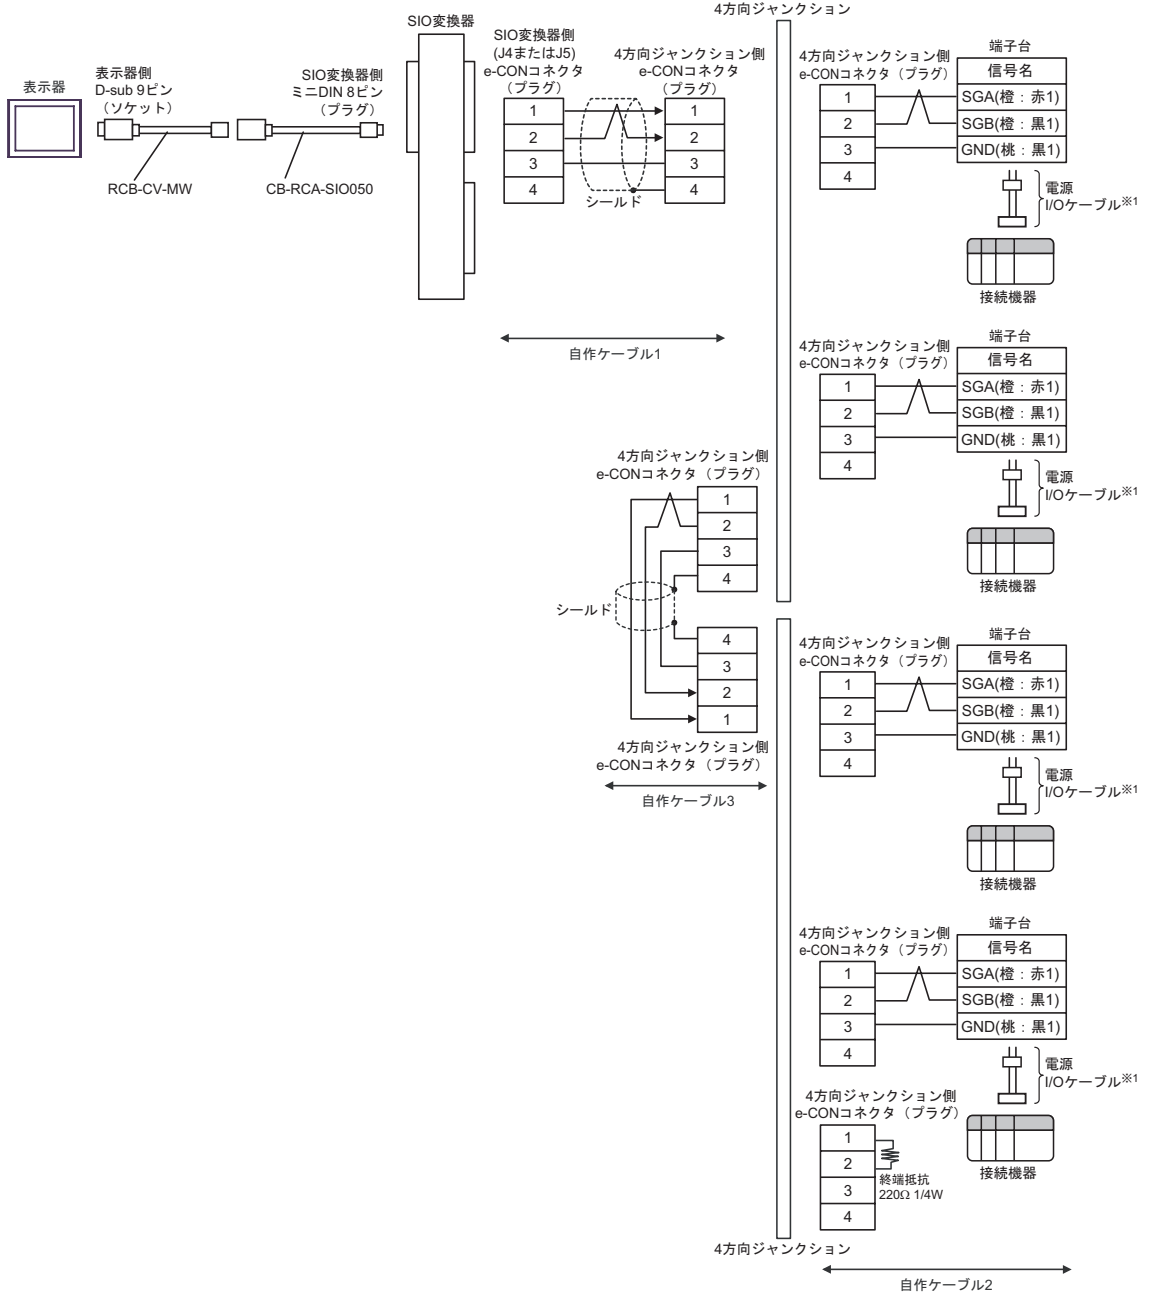 4方向ジャンクション
SIO変換器
表示器
表示器側
D-sub 9ピン
（ソケット）
SIO変換器側
ミニDIN 8ピン
（プラグ）
RCB-CV-MW
CB-RCA-SIO050
SIO変換器側
(J4またはJ5)
e-CONコネクタ
（プラグ）
1
2
3
4
4方向ジャンクション側
e-CONコネクタ
（プラグ）
1
2
3
4
シールド
自作ケーブル1
4方向ジャンクション側
e-CONコネクタ（プラグ）
1
2
3
4
端子台
信号名
SGA(橙：赤1)
SGB(橙：黒1)
GND(桃：黒1)
電源
I/Oケーブル※1
接続機器
4方向ジャンクション側
e-CONコネクタ（プラグ）
1
2
3
4
端子台
信号名
SGA(橙：赤1)
SGB(橙：黒1)
GND(桃：黒1)
電源
I/Oケーブル※1
接続機器
4方向ジャンクション側
e-CONコネクタ（プラグ）
1
2
3
4
シールド
4
3
2
1
4方向ジャンクション側
e-CONコネクタ（プラグ）
自作ケーブル3
4方向ジャンクション側
e-CONコネクタ（プラグ）
1
2
3
4
端子台
信号名
SGA(橙：赤1)
SGB(橙：黒1)
GND(桃：黒1)
電源
I/Oケーブル※1
接続機器
4方向ジャンクション側
e-CONコネクタ（プラグ）
1
2
3
4
端子台
信号名
SGA(橙：赤1)
SGB(橙：黒1)
GND(桃：黒1)
電源
I/Oケーブル※1
接続機器
4方向ジャンクション側
e-CONコネクタ（プラグ）
1
2
3
4
終端抵抗
220Ω 1/4W
4方向ジャンクション
自作ケーブル2